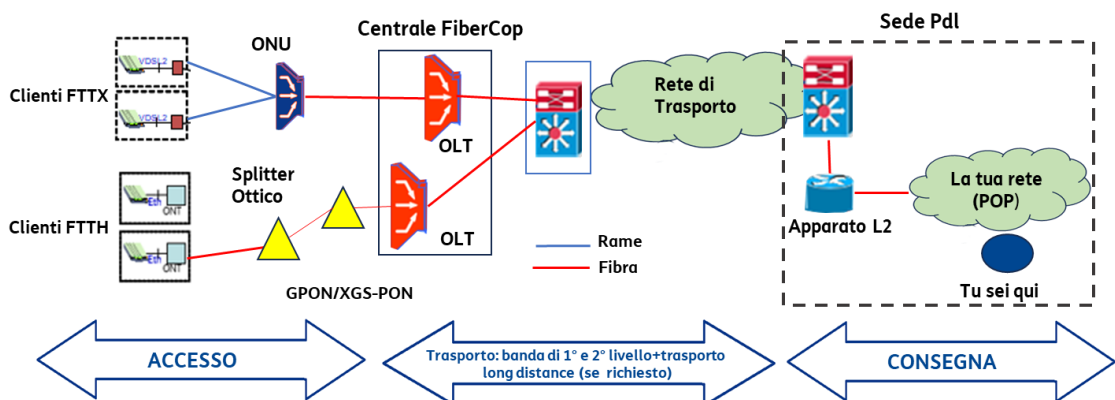 Sede Pdl
Centrale FiberCop
ONU
VDSL2
Clienti FTTX
VDSL2
OLT
Rete di
Trasporto
Splitter
Ottico
Eth
ONT
Clienti FTTH
Eth
ONT
OLT
La tua rete
(POP)
Apparato L2
Rame
Fibra
Tu sei qui
GPON/XGS-PON
ACCESSO
Trasporto: banda di 1° e 2° livello+trasporto
long distance (se richiesto)
CONSEGNA